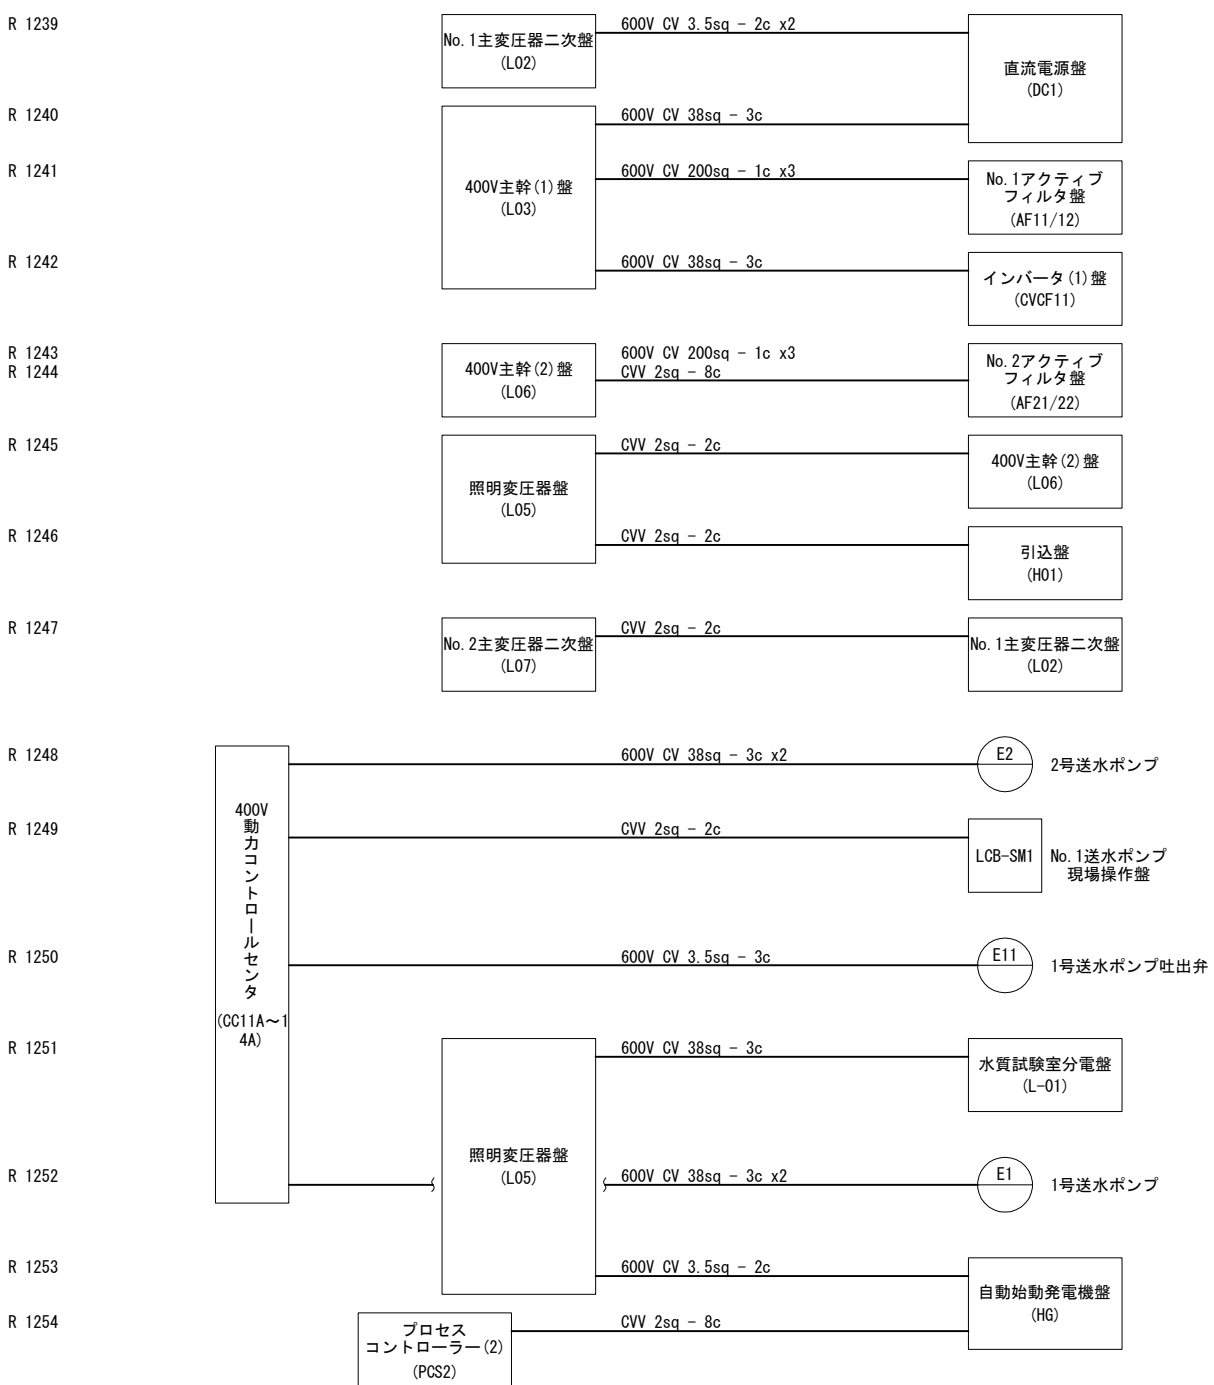 R 1239
No.1主変圧器二次盤
(L02)
600V CV 3.5sq - 2c x2
直流電源盤
(DC1)
R 1240
400V主幹(1)盤
(L03)
600V CV 38sq - 3c
R 1241
600V CV 200sq - 1c x3
No.1アクティブ
フィルタ盤
(AF11/12)
R 1242
600V CV 38sq - 3c
インバータ(1)盤
(CVCF11)
R 1243
R 1244
400V主幹(2)盤
(L06)
600V CV 200sq - 1c x3
CVV 2sq - 8c
No.2アクティブ
フィルタ盤
(AF21/22)
R 1245
照明変圧器盤
(L05)
CVV 2sq - 2c
400V主幹(2)盤
(L06)
R 1246
CVV 2sq - 2c
引込盤
(H01)
R 1247
No.2主変圧器二次盤
(L07)
CVV 2sq - 2c
No.1主変圧器二次盤
(L02)
R 1248
400V
動力コントロールセンタ
(CC11A～1
4A)
600V CV 38sq - 3c x2
E2
2号送水ポンプ
R 1249
CVV 2sq - 2c
LCB-SM1
No.1送水ポンプ
現場操作盤
R 1250
600V CV 3.5sq - 3c
E11
1号送水ポンプ吐出弁
R 1251
照明変圧器盤
(L05)
600V CV 38sq - 3c
水質試験室分電盤
(L-01)
R 1252
600V CV 38sq - 3c x2
E1
1号送水ポンプ
R 1253
600V CV 3.5sq - 2c
自動始動発電機盤
(HG)
R 1254
プロセス
コントローラー(2)
(PCS2)
CVV 2sq - 8c